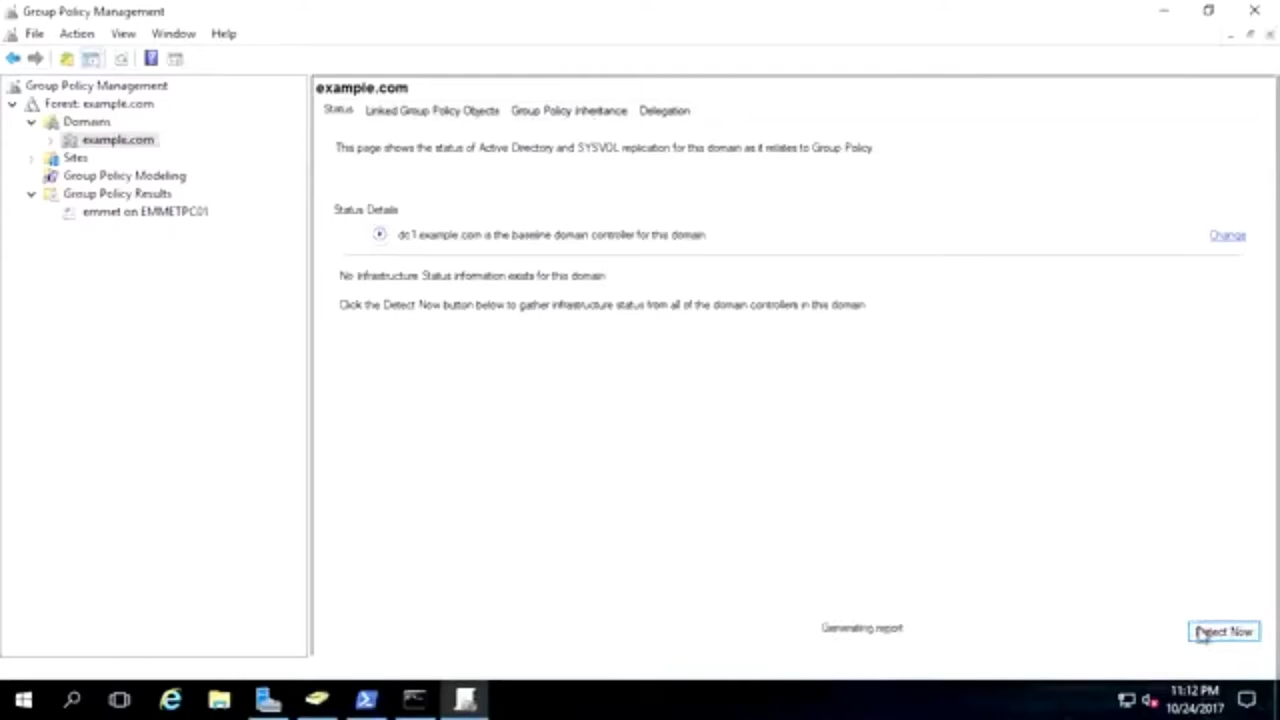 Group Policy Management
File Action View Window Help
Group Policy Management
Forest: example.com
Domains
example.com
Sites
Group Policy Modeling
Group Policy Results
emmet on EMMETPC01
example.com
Status Linked Group Policy Objects Group Policy Inheritance Delegation
This page shows the status of Active Directory and SYSVOL replication for this domain as it relates to Group Policy
Status Details
dc1.example.com is the baseline domain controller for this domain
Change
No Infrastructure Status information exists for this domain
Click the Detect Now button below to gather infrastructure status from all of the domain controllers in this domain
Generating report
Detect Now
11:12 PM
10/24/2017